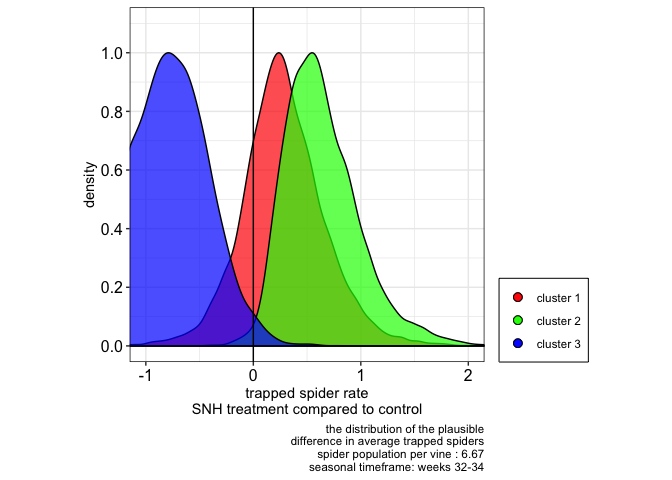 density
1.0
0.8
0.6
0.4
0.2
0.0
-1
0
1
2
trapped spider rate
SNH treatment compared to control
cluster 1
cluster 2
cluster 3
the distribution of the plausible
difference in average trapped spiders
spider population per vine : 6.67
seasonal timeframe: weeks 32-34